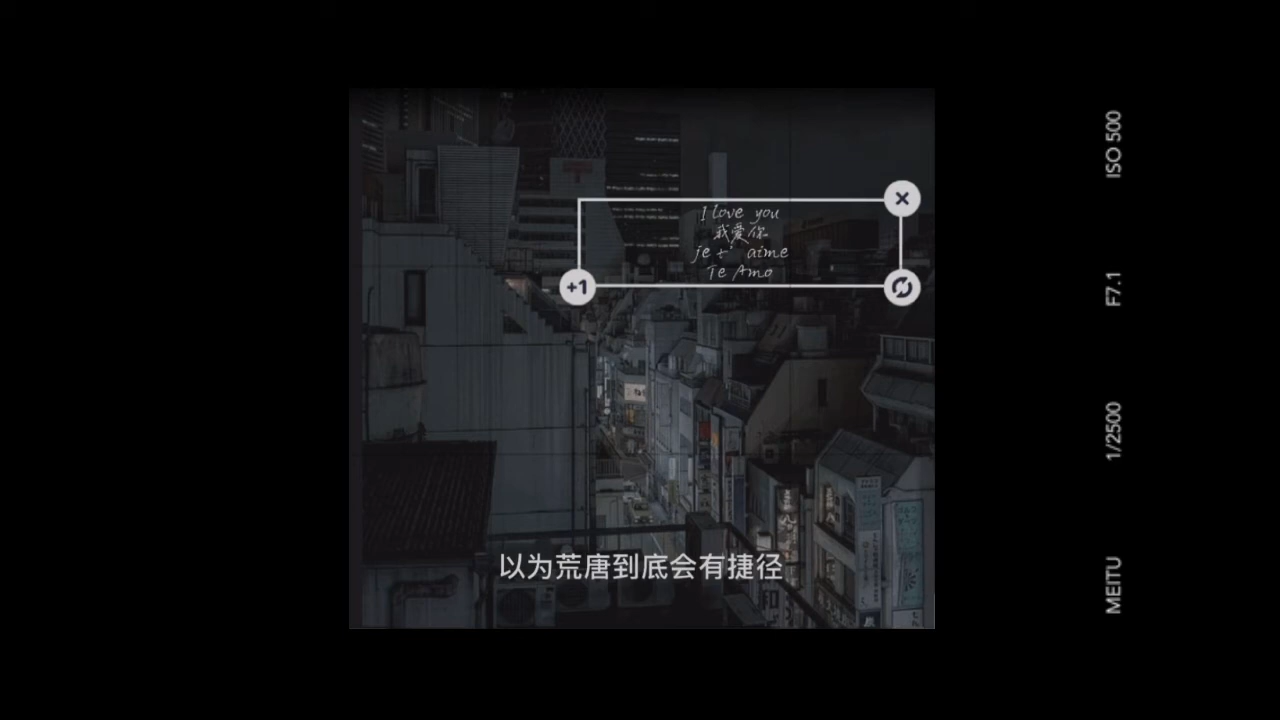 I love you
我爱你
je t' aime
Te Amo
+1
以为荒唐到底会有捷径
ISO 500
F7.1
1/2500
MEITU